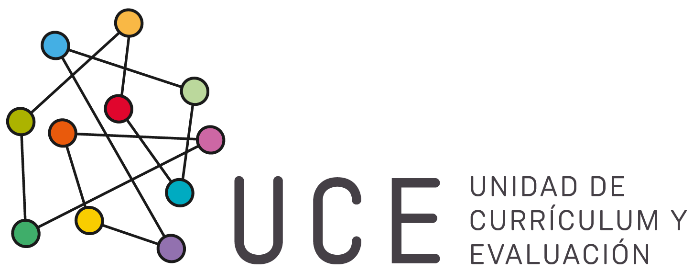 UCE
UNIDAD DE
CURRÍCULUM Y
EVALUACIÓN